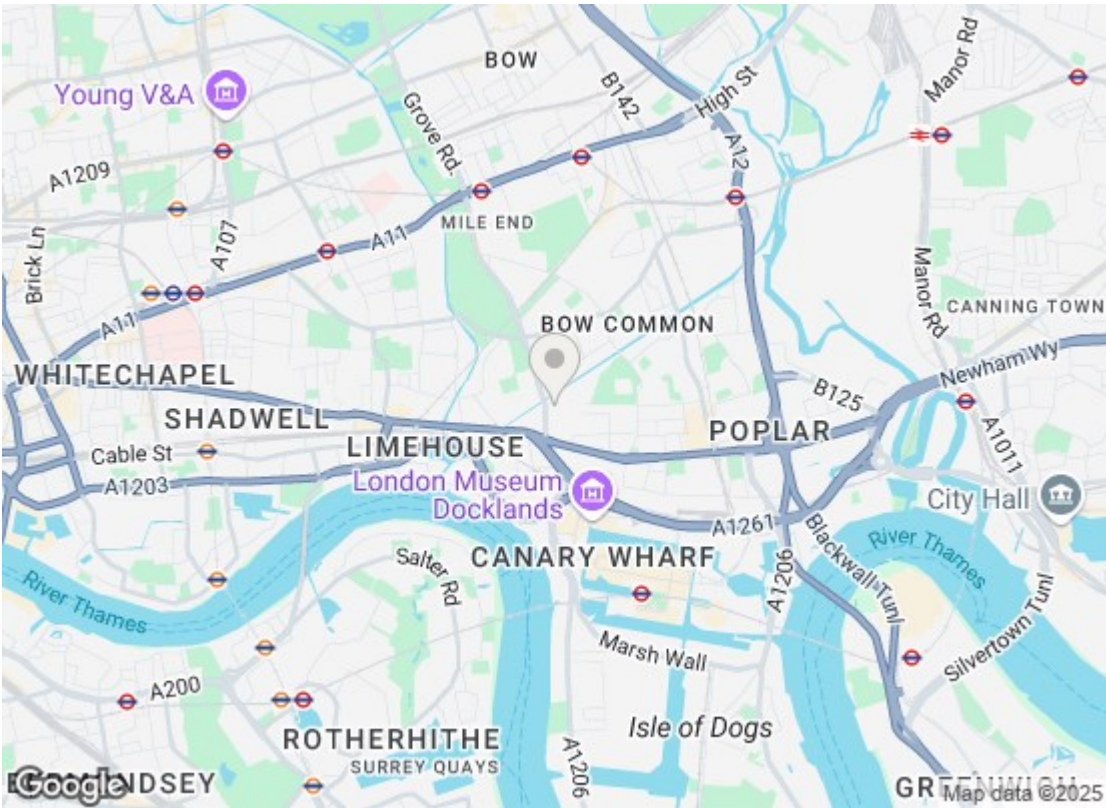 BOW
Manor Rd
Young V&A
B142
High St
Grove Rd.
A12
A1209
MILE END
A107
A11
Brick Ln
Manor Rd
CANNING TOWN
A11
BOW COMMON
Newham Wy
WHITECHAPEL
B125
SHADWELL
POPLAR
A1011
LIMEHOUSE
Cable St
London Museum
Docklands
A1203
City Hall
A1261
Blackwall Tunl
River Thames
CANARY WHARF
Salter Rd
A1206
River Thames
Silvertown Tunl
Marsh Wall
A200
Isle of Dogs
ROTHERHITHE
SURREY QUAYS
A1206
BERMONDSEY
Google
GREENWICH
Map data ©2025